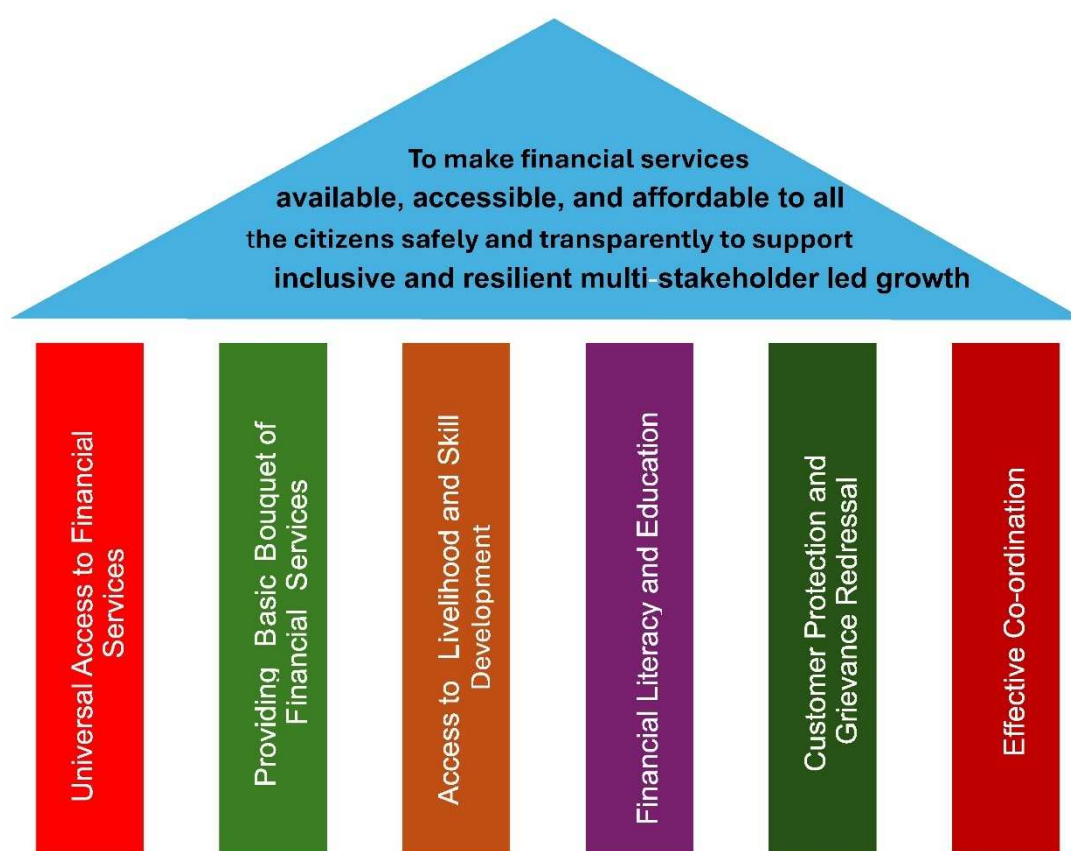 To make financial services
available, accessible, and affordable to all
the citizens safely and transparently to support
inclusive and resilient multi-stakeholder led growth
Universal Access to Financial
Services
Providing Basic Bouquet of
Financial Services
Access to Livelihood and Skill
Development
Financial Literacy and Education
Customer Protection and
Grievance Redressal
Effective Co-ordination